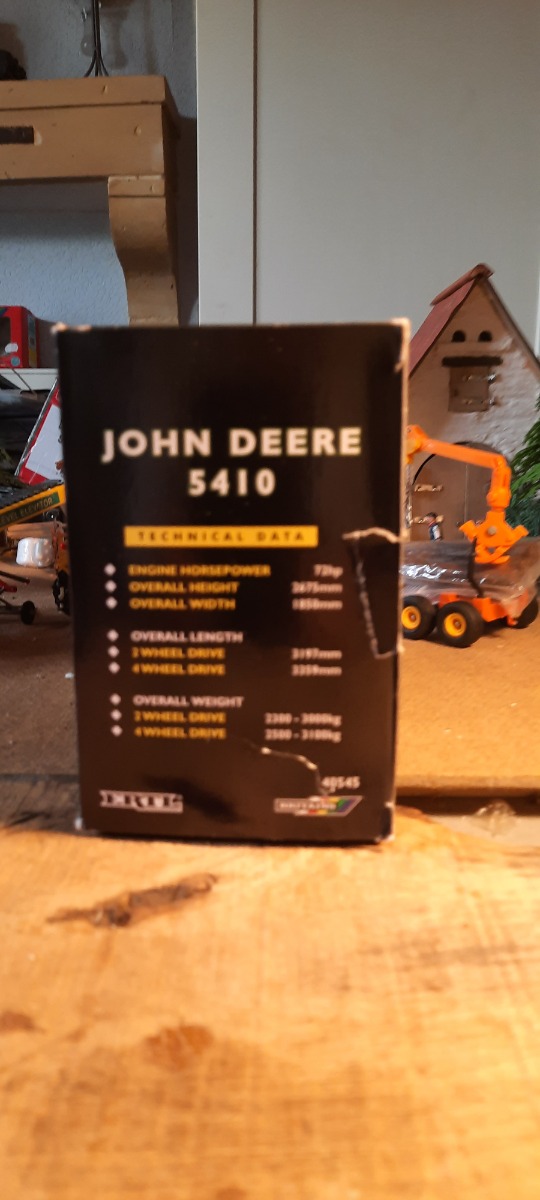 JOHN DEERE
5410
TECHNICAL DATA
ENGINE HORSEPOWER 72hp
OVERALL HEIGHT 2675mm
OVERALL WIDTH 1850mm
OVERALL LENGTH
2 WHEEL DRIVE 3197mm
4 WHEEL DRIVE 3359mm
OVERALL WEIGHT
2 WHEEL DRIVE 2300 - 3000kg
4 WHEEL DRIVE 2500 - 3100kg
40545
ERTL BRITAINS